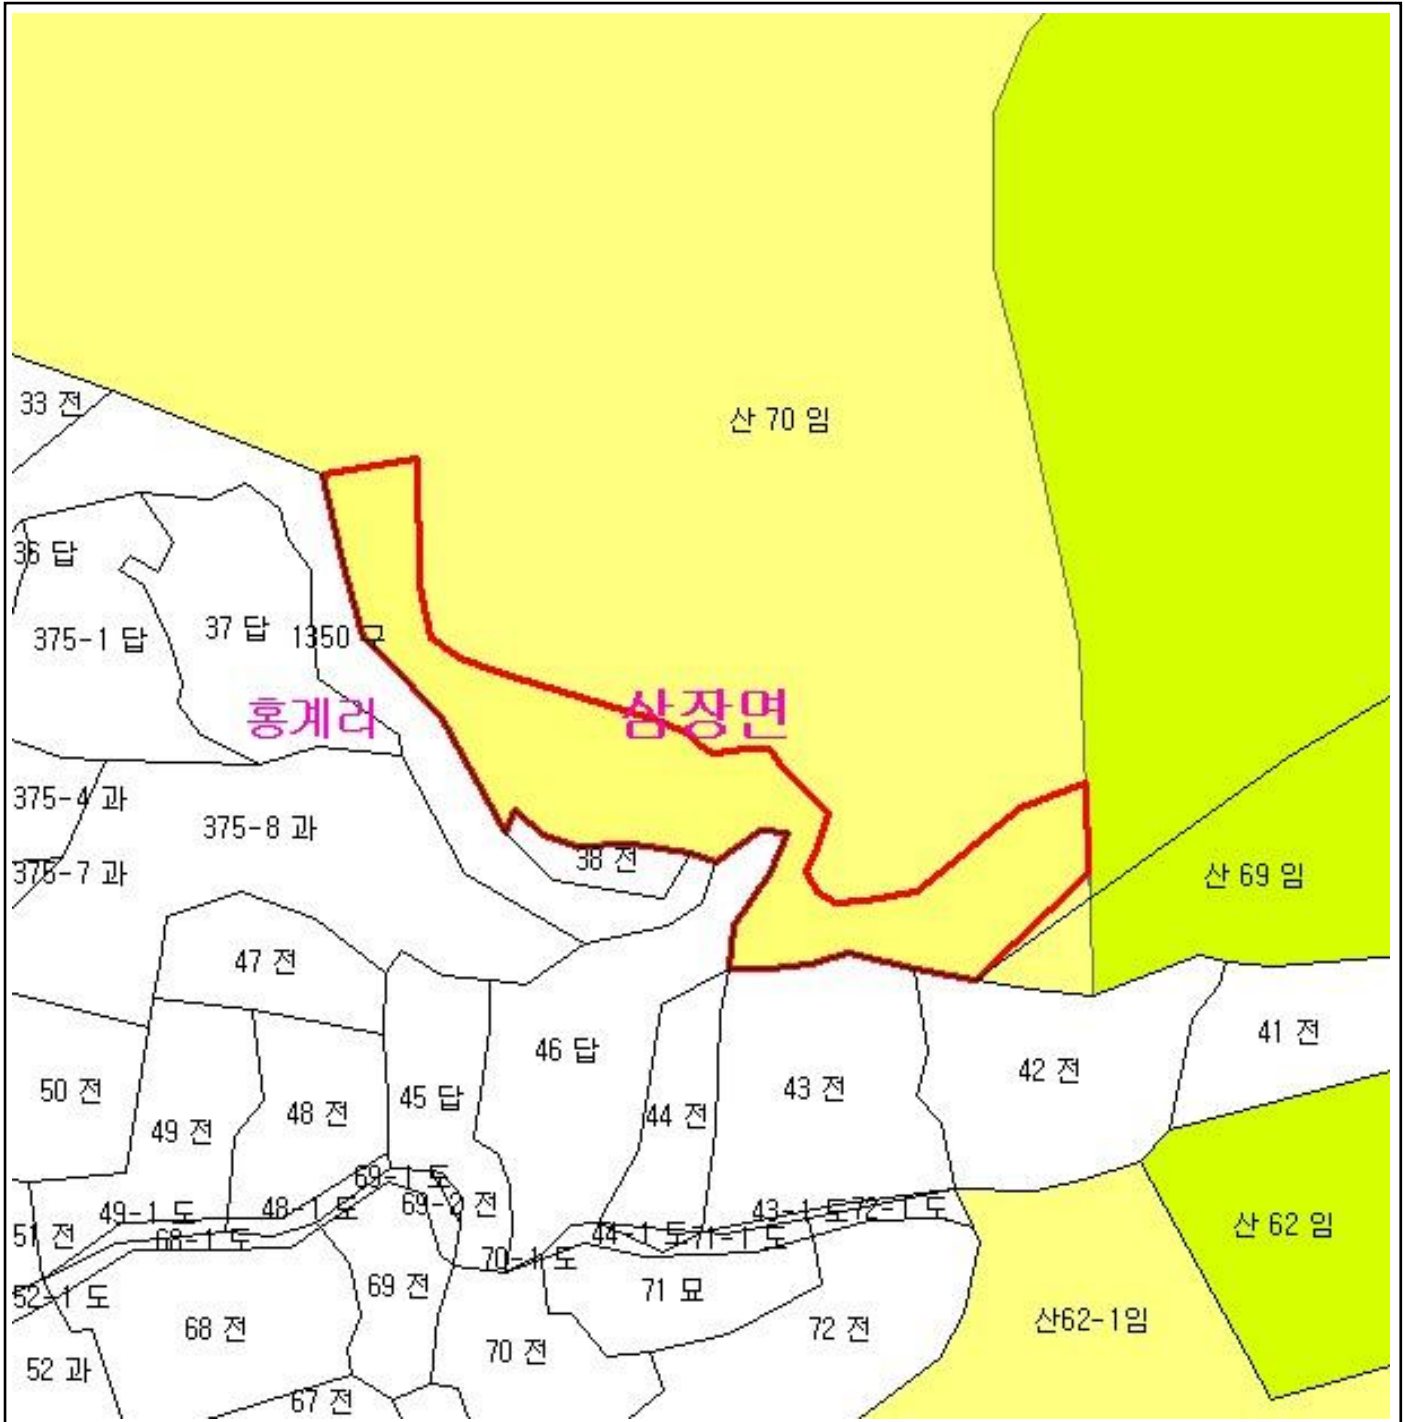 33 전
산 70 임
36 답
375-1 답
37 답
1350 구
홍계리
삼장면
375-4 과
375-8 과
38 전
375-7 과
산 69 임
47 전
41 전
46 답
42 전
50 전
45 답
43 전
49 전
48 전
44 전
69-1 도
69-2 전
49-1 도
48-1 도
43-1 도
72-1 도
51 전
68-1 도
44-1 도
71-1 도
산 62 임
70-1 도
69 전
71 묘
52-1 도
68 전
72 전
산62-1임
70 전
52 과
67 전